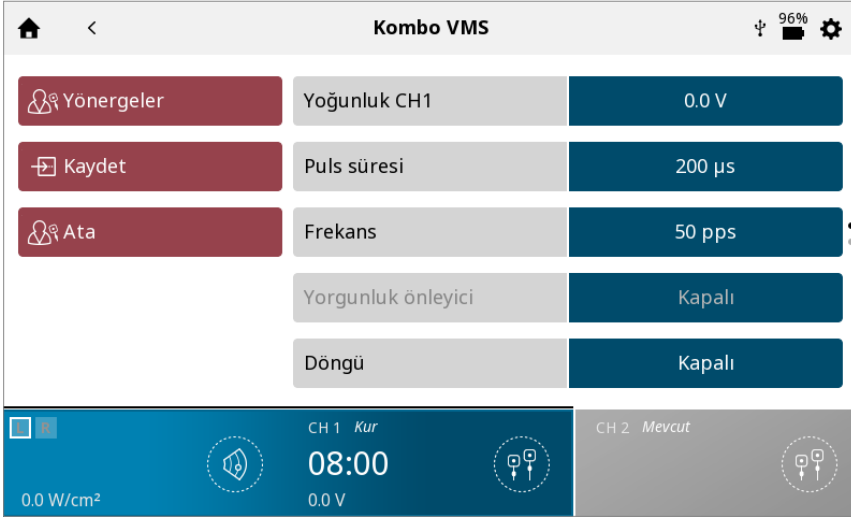 Kombo VMS
96%
Yönergeler
Yoğunluk CH1
0.0 V
Kaydet
Puls süresi
200 µs
Ata
Frekans
50 pps
Yorgunluk önleyici
Kapalı
Döngü
Kapalı
L R
CH 1 Kur
CH 2 Mevcut
08:00
0.0 W/cm²
0.0 V